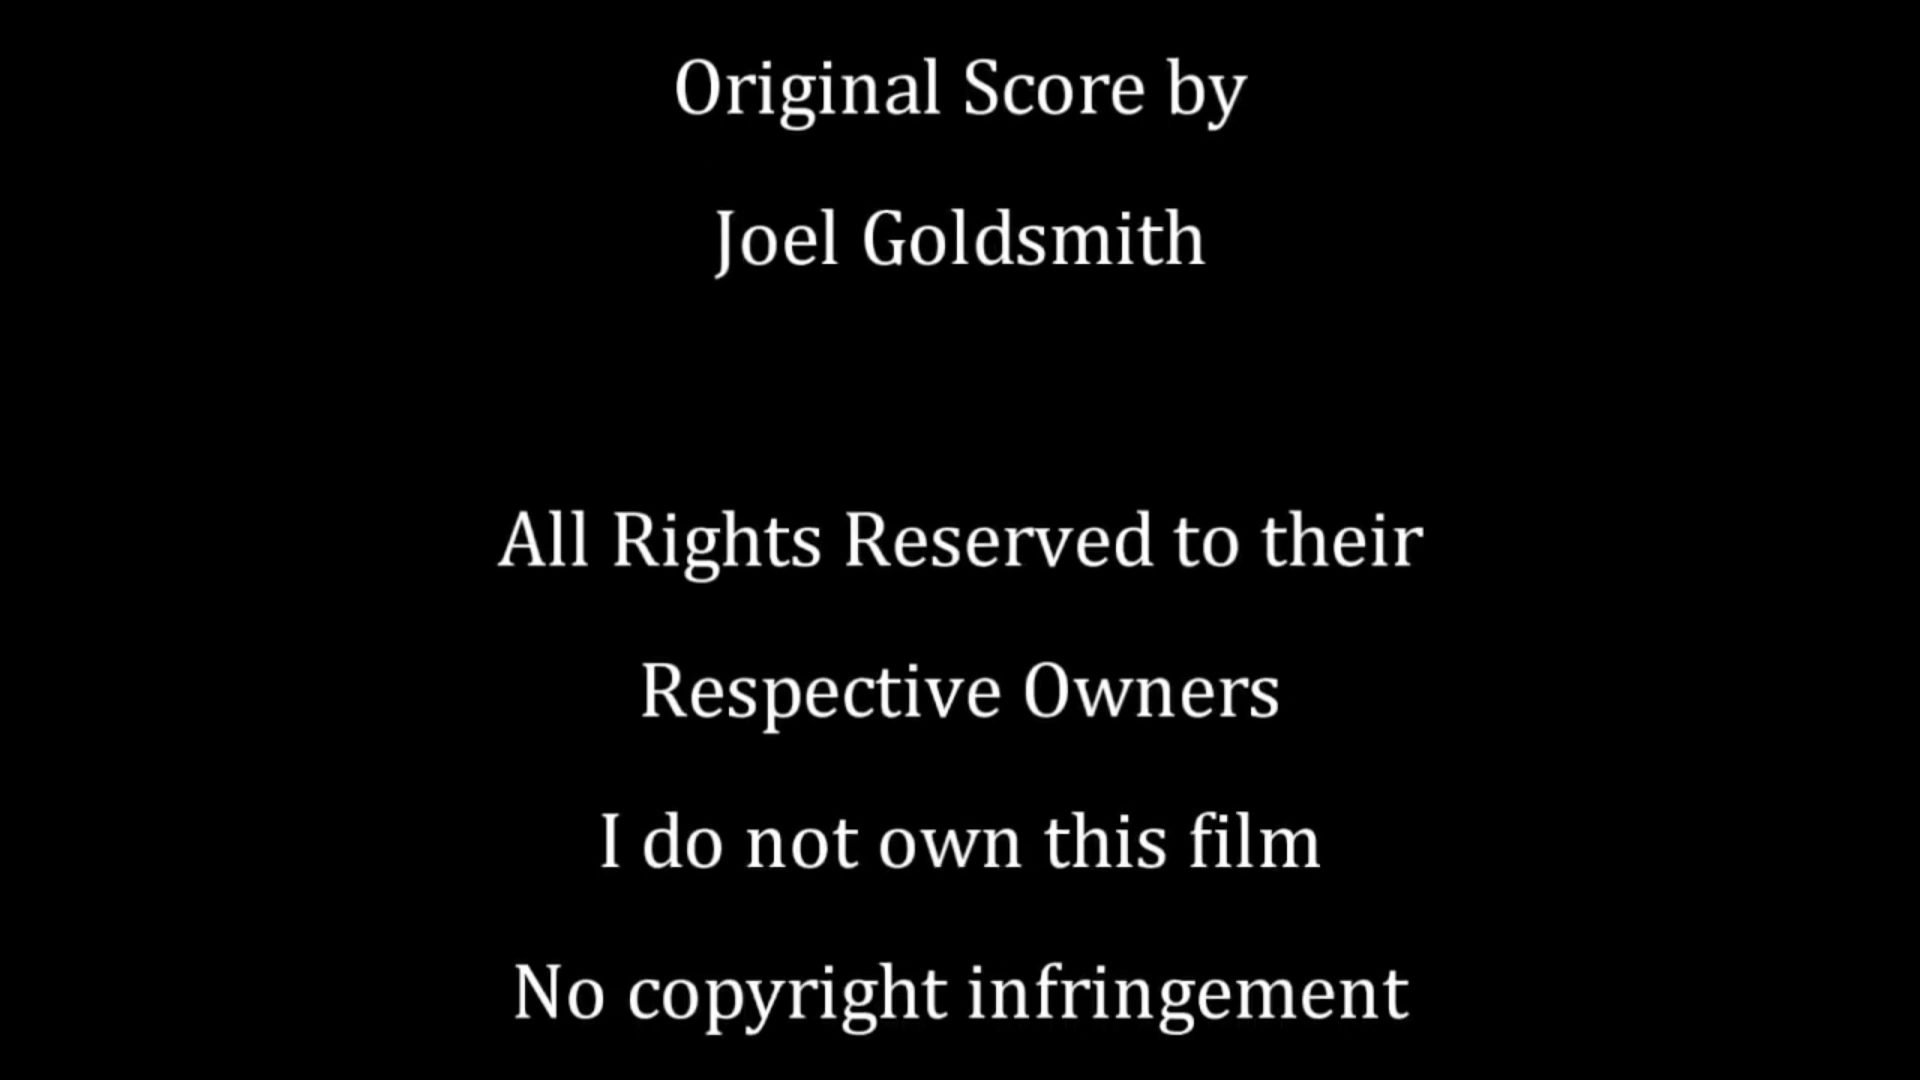 Original Score by
Joel Goldsmith
All Rights Reserved to their
Respective Owners
I do not own this film
No copyright infringement